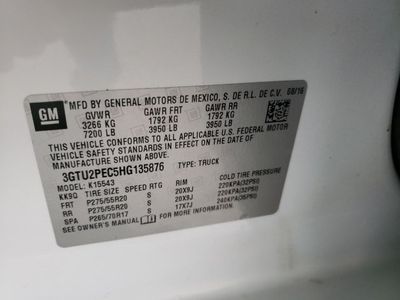 GM
MFD BY GENERAL MOTORS DE MEXICO, S. DE R.L. DE C.V. 08/16
GVWR GAWR FRT GAWR RR
3266 KG 1792 KG 1792 KG
7200 LB 3950 LB 3950 LB
THIS VEHICLE CONFORMS TO ALL APPLICABLE U.S. FEDERAL MOTOR
VEHICLE SAFETY STANDARDS IN EFFECT ON THE DATE OF
MANUFACTURE SHOWN ABOVE.
3GTU2PEC5HG135876 TYPE: TRUCK
MODEL: K15543
KK9Q TIRE SIZE SPEED RTG RIM COLD TIRE PRESSURE
FRT P275/55R20 S 20X9J 220KPA(32PSI)
RR P275/55R20 S 20X9J 220KPA(32PSI)
SPA P265/70R17 S 17X7J 240KPA(35PSI)
SEE OWNER'S MANUAL FOR MORE INFORMATION.